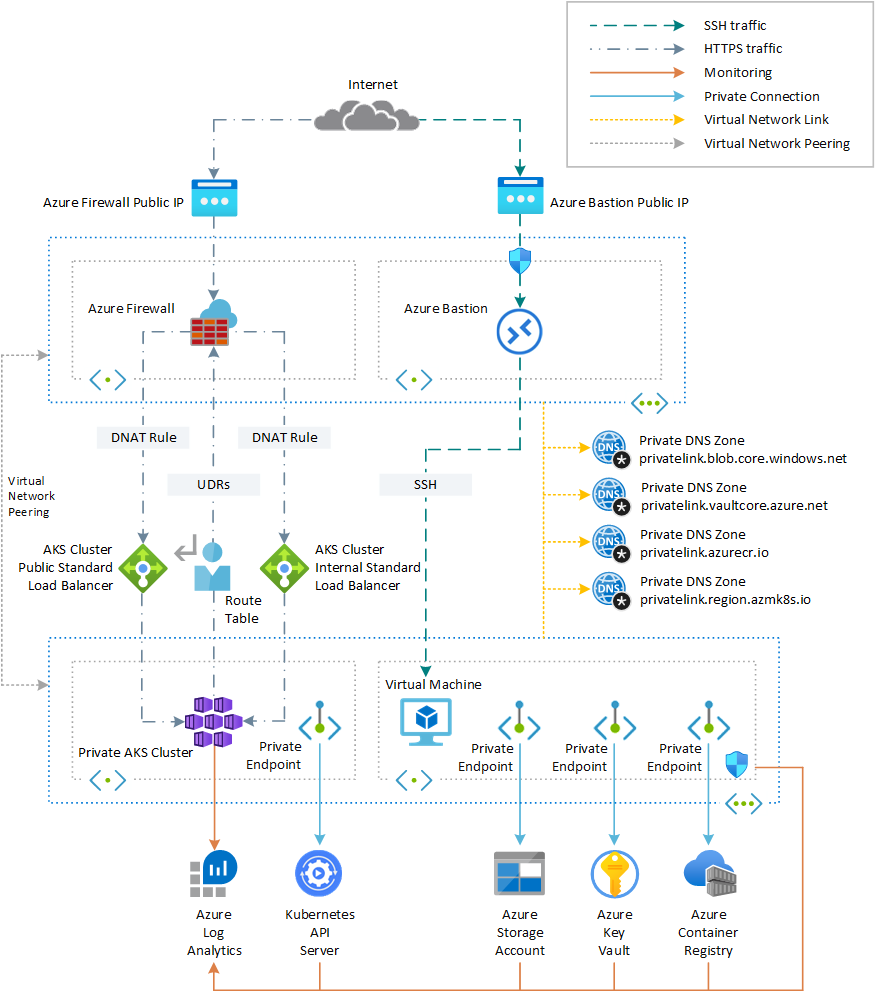 SSH traffic
HTTPS traffic
Monitoring
Private Connection
Virtual Network Link
Virtual Network Peering
Internet
Azure Firewall Public IP
Azure Bastion Public IP
Azure Firewall
Azure Bastion
DNAT Rule
DNAT Rule
UDRs
SSH
Virtual
Network
Peering
DNS
Private DNS Zone
privatelink.blob.core.windows.net
DNS
Private DNS Zone
privatelink.vaultcore.azure.net
DNS
Private DNS Zone
privatelink.azurecr.io
DNS
Private DNS Zone
privatelink.region.azmk8s.io
AKS Cluster
Public Standard
Load Balancer
Route
Table
AKS Cluster
Internal Standard
Load Balancer
Private AKS Cluster
Private
Endpoint
Virtual Machine
Private
Endpoint
Private
Endpoint
Private
Endpoint
Azure
Log
Analytics
Kubernetes
API
Server
Azure
Storage
Account
Azure
Key
Vault
Azure
Container
Registry